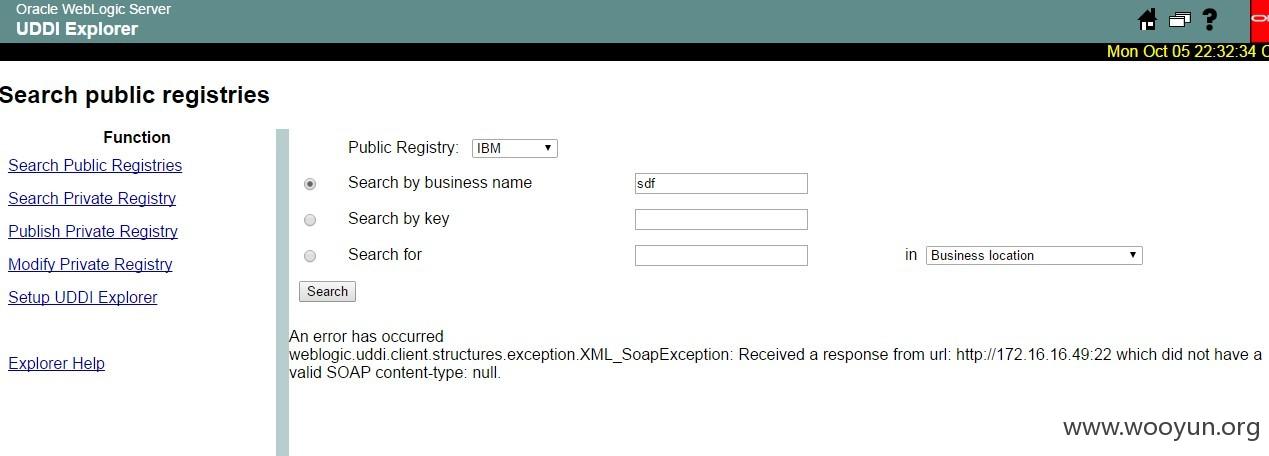 Oracle WebLogic Server
UDDI Explorer
Mon Oct 05 22:32:34
Search public registries
Function
Search Public Registries
Search Private Registry
Publish Private Registry
Modify Private Registry
Setup UDDI Explorer
Explorer Help
Public Registry: IBM
Search by business name sdf
Search by key
Search for in Business location
Search
An error has occurred
weblogic.uddi.client.structures.exception.XML_SoapException: Received a response from url: http://172.16.16.49:22 which did not have a
valid SOAP content-type: null.
www.wooyun.org